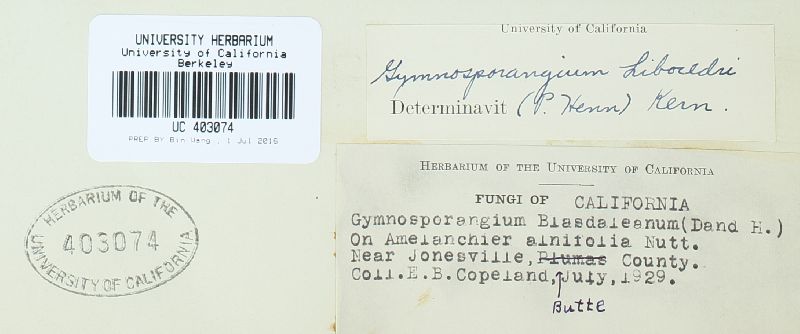 UNIVERSITY HERBARIUM
University of California
Berkeley
UC 403074
PREP BY Bin Wang , 1 Jul 2016
HERBARIUM OF THE
403074
UNIVERSITY OF CALIFORNIA
University of California
Gymnosporangium Libocedri
Determinavit (P. Henn) Kern.
HERBARIUM OF THE UNIVERSITY OF CALIFORNIA
FUNGI OF CALIFORNIA
Gymnosporangium Blasdaleanum(Dand H.)
On Amelanchier alnifolia Nutt.
Near Jonesville, Plumas County.
Coll.E.B.Copeland, July, 1929.
Butte